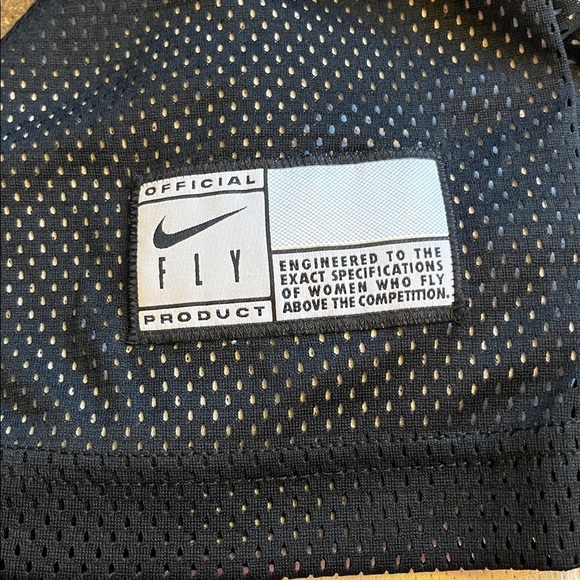 OFFICIAL
FLY
PRODUCT
ENGINEERED TO THE
EXACT SPECIFICATIONS
OF WOMEN WHO FLY
ABOVE THE COMPETITION.